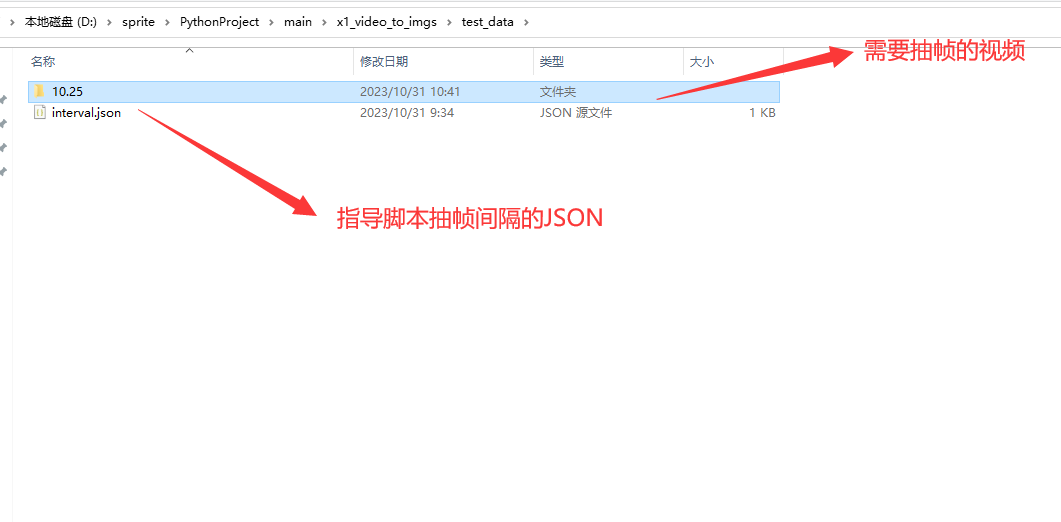 本地磁盘 (D:) › sprite › PythonProject › main › x1_video_to_imgs › test_data ›
需要抽帧的视频
名称 修改日期 类型 大小
10.25 2023/10/31 10:41 文件夹
interval.json 2023/10/31 9:34 JSON 源文件 1 KB
指导脚本抽帧间隔的JSON